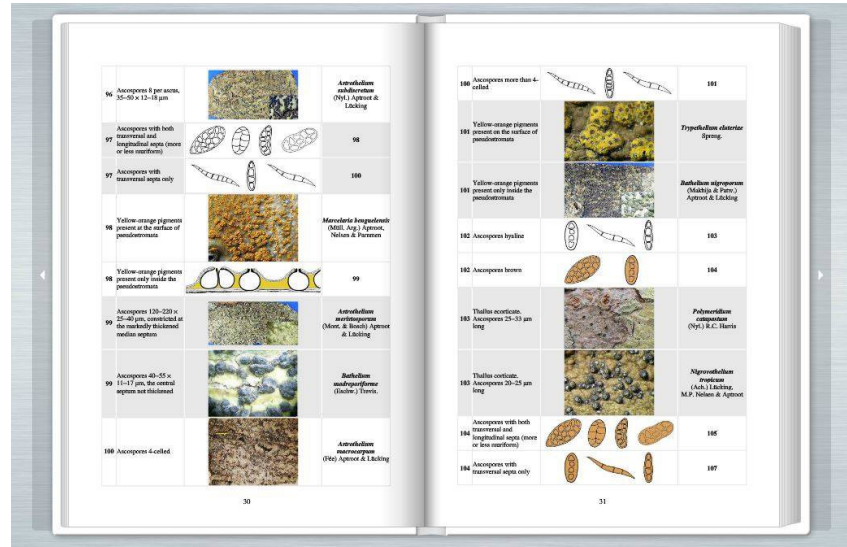 96 Ascospores 8 per ascus,
35–50 × 12–18 μm
Astrothelium
subdiscretum
(Nyl.) Aptroot &
Lücking
97 Ascospores with both
transversal and
longitudinal septa (more
or less muriform)
98
97 Ascospores with
transversal septa only
100
98 Yellow-orange pigments
present at the surface of
pseudostromata
Marcelaria benguelensis
(Müll. Arg.) Aptroot,
Nelsen & Parnmen
98 Yellow-orange pigments
present only inside the
pseudostromata
99
99 Ascospores 120–220 ×
25–40 μm, constricted at
the markedly thickened
median septum
Astrothelium
meristosporum
(Mont. & Bosch) Aptroot
& Lücking
99 Ascospores 40–55 ×
11–17 μm, the central
septum not thickened
Bathelium
madreporiforme
(Eschw.) Trevis.
100 Ascospores 4-celled
Astrothelium
macrocarpum
(Fée) Aptroot & Lücking
30
100 Ascospores more than 4-
celled
101
101 Yellow-orange pigments
present on the surface of
pseudostromata
Trypethelium eluteriae
Spreng.
101 Yellow-orange pigments
present only inside the
pseudostromata
Bathelium nigroporum
(Makhija & Patw.)
Aptroot & Lücking
102 Ascospores hyaline
103
102 Ascospores brown
104
103 Thallus ecorticate.
Ascospores 25–33 μm
long
Polymeridium
catapastum
(Nyl.) R.C. Harris
103 Thallus corticate.
Ascospores 20–25 μm
long
Nigrovothelium
tropicum
(Ach.) Lücking,
M.P. Nelsen & Aptroot
104 Ascospores with both
transversal and
longitudinal septa (more
or less muriform)
105
104 Ascospores with
transversal septa only
107
31